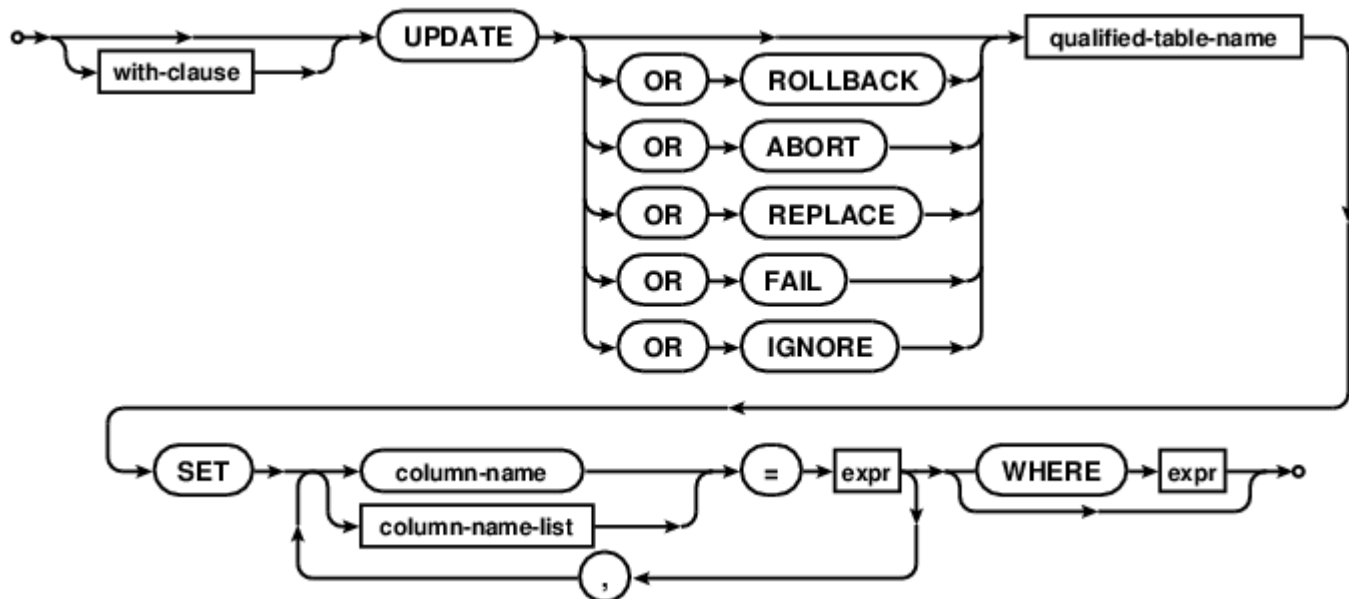 UPDATE qualified-table-name
with-clause
OR ROLLBACK
OR ABORT
OR REPLACE
OR FAIL
OR IGNORE
SET column-name = expr WHERE expr
column-name-list
,